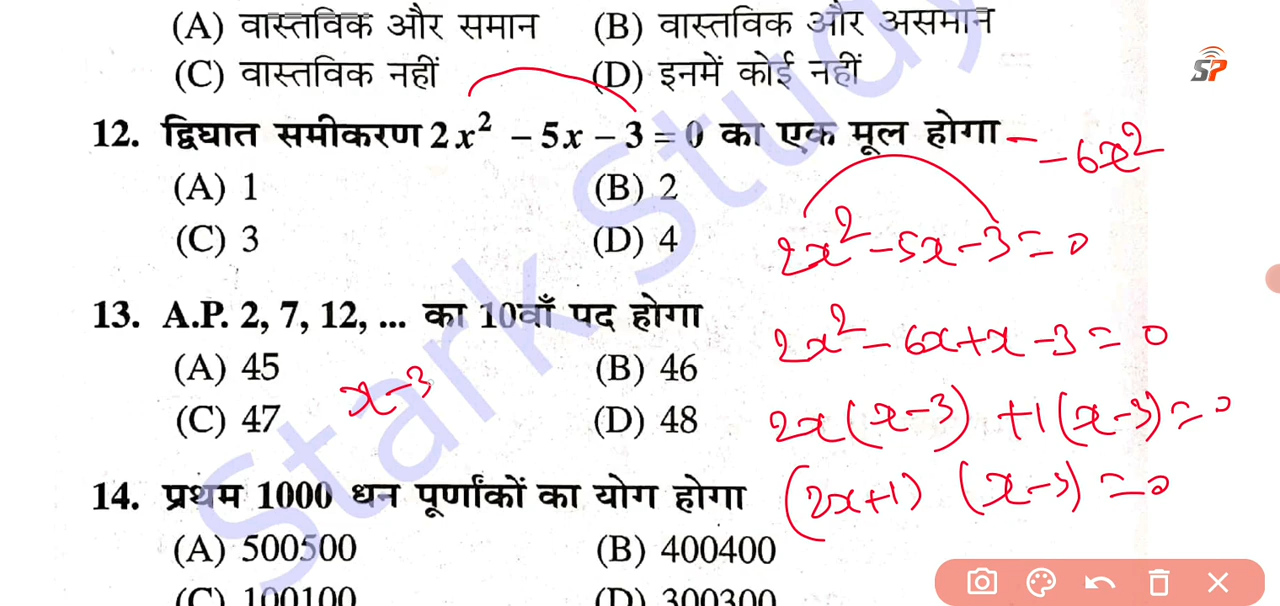 (A) वास्तविक और समान (B) वास्तविक और असमान
(C) वास्तविक नहीं (D) इनमें कोई नहीं
SP
12. द्विघात समीकरण 2x² – 5x – 3 = 0 का एक मूल होगा
– 6x²
(A) 1 (B) 2
(C) 3 (D) 4
2x² – 5x – 3 = 0
13. A.P. 2, 7, 12, ... का 10वाँ पद होगा
2x² – 6x + x – 3 = 0
(A) 45 (B) 46
x – 3
(C) 47 (D) 48
2x(x – 3) + 1(x – 3) = 0
14. प्रथम 1000 धन पूर्णांकों का योग होगा
(2x + 1) (x – 3) = 0
(A) 500500 (B) 400400
(C) 100100 (D) 300300
Stark Study